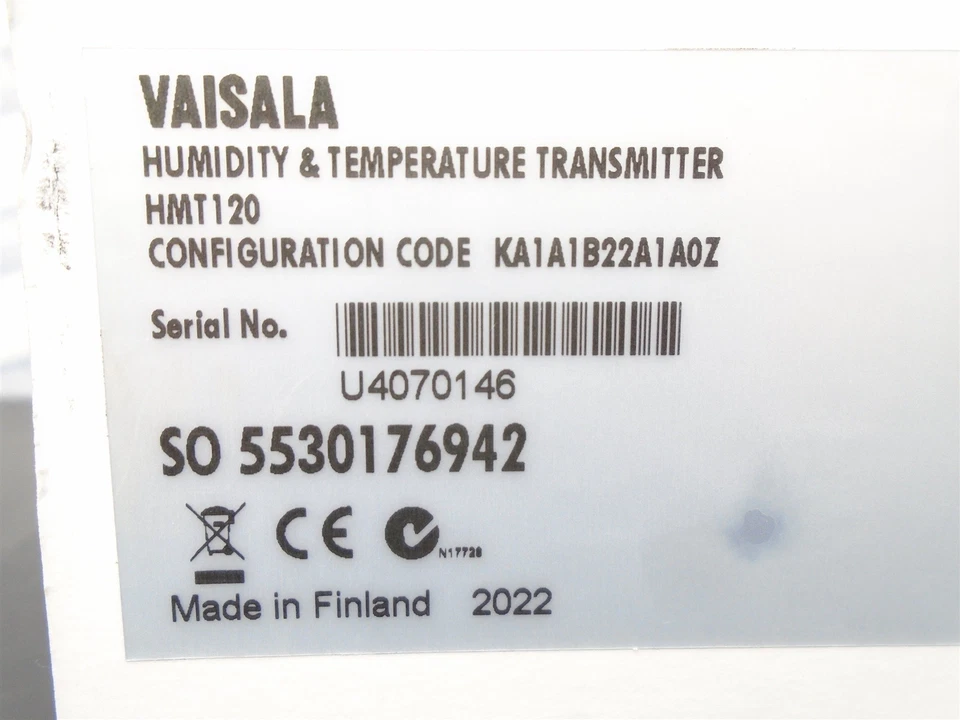 VAISALA
HUMIDITY & TEMPERATURE TRANSMITTER
HMT120
CONFIGURATION CODE KA1A1B22A1A0Z
Serial No.
U4070146
SO 5530176942
CE N17728
Made in Finland 2022